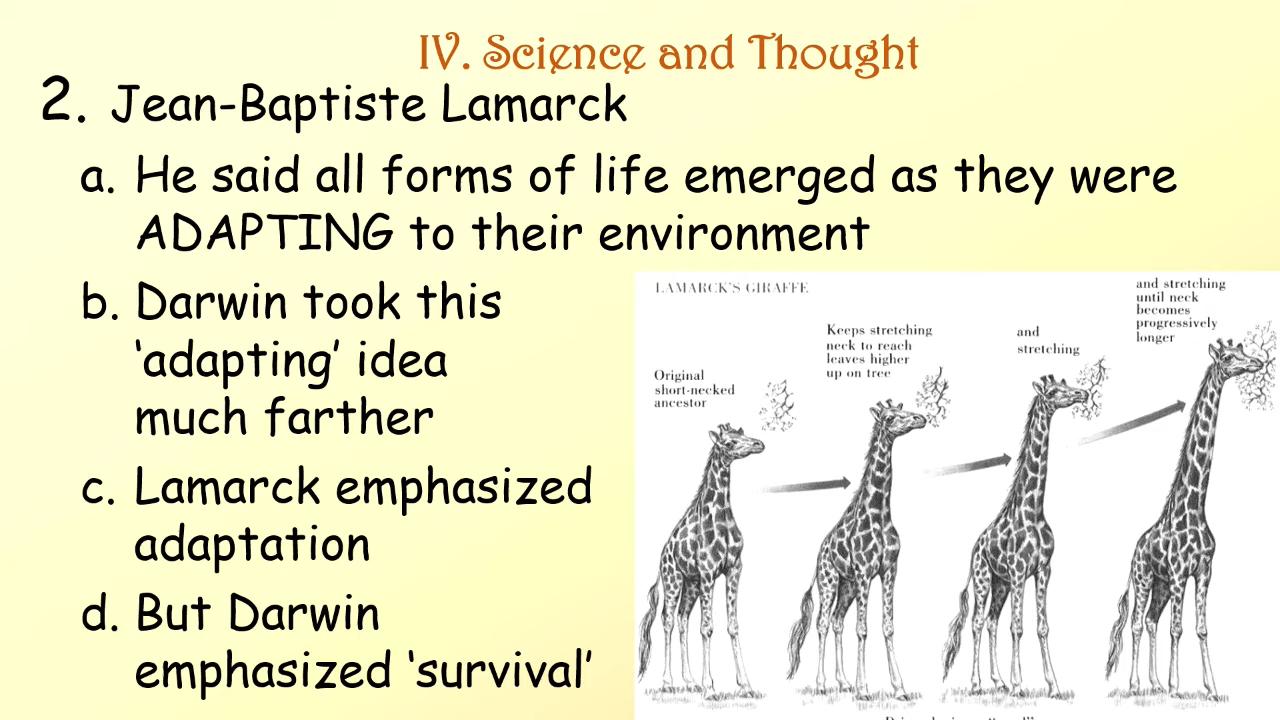 IV. Science and Thought
2. Jean-Baptiste Lamarck
a. He said all forms of life emerged as they were
ADAPTING to their environment
b. Darwin took this
‘adapting’ idea
much farther
c. Lamarck emphasized
adaptation
d. But Darwin
emphasized ‘survival’
LAMARCK'S GIRAFFE
Original
short-necked
ancestor
Keeps stretching
neck to reach
leaves higher
up on tree
and
stretching
and stretching
until neck
becomes
progressively
longer